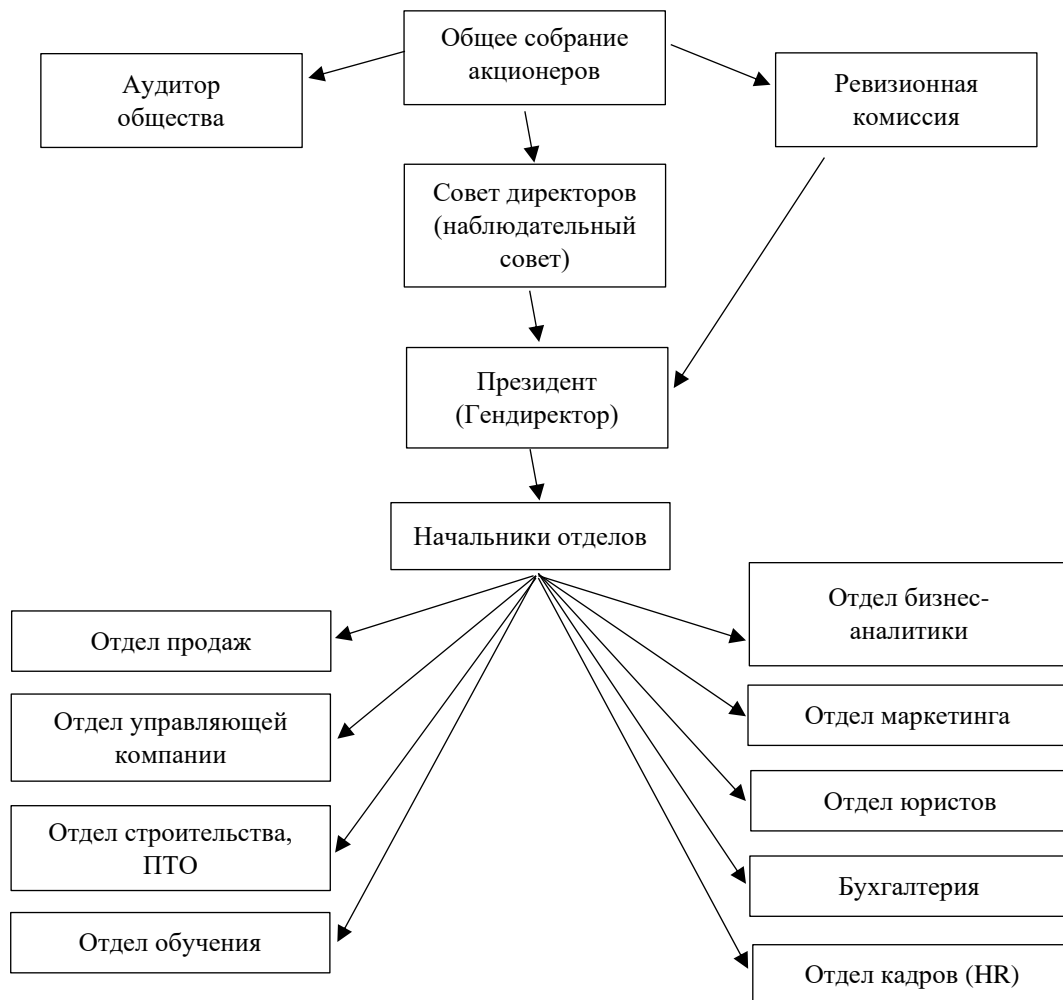 Общее собрание
акционеров
Аудитор
общества
Ревизионная
комиссия
Совет директоров
(наблюдательный
совет)
Президент
(Гендиректор)
Начальники отделов
Отдел продаж
Отдел управляющей
компании
Отдел строительства,
ПТО
Отдел обучения
Отдел бизнес-
аналитики
Отдел маркетинга
Отдел юристов
Бухгалтерия
Отдел кадров (HR)